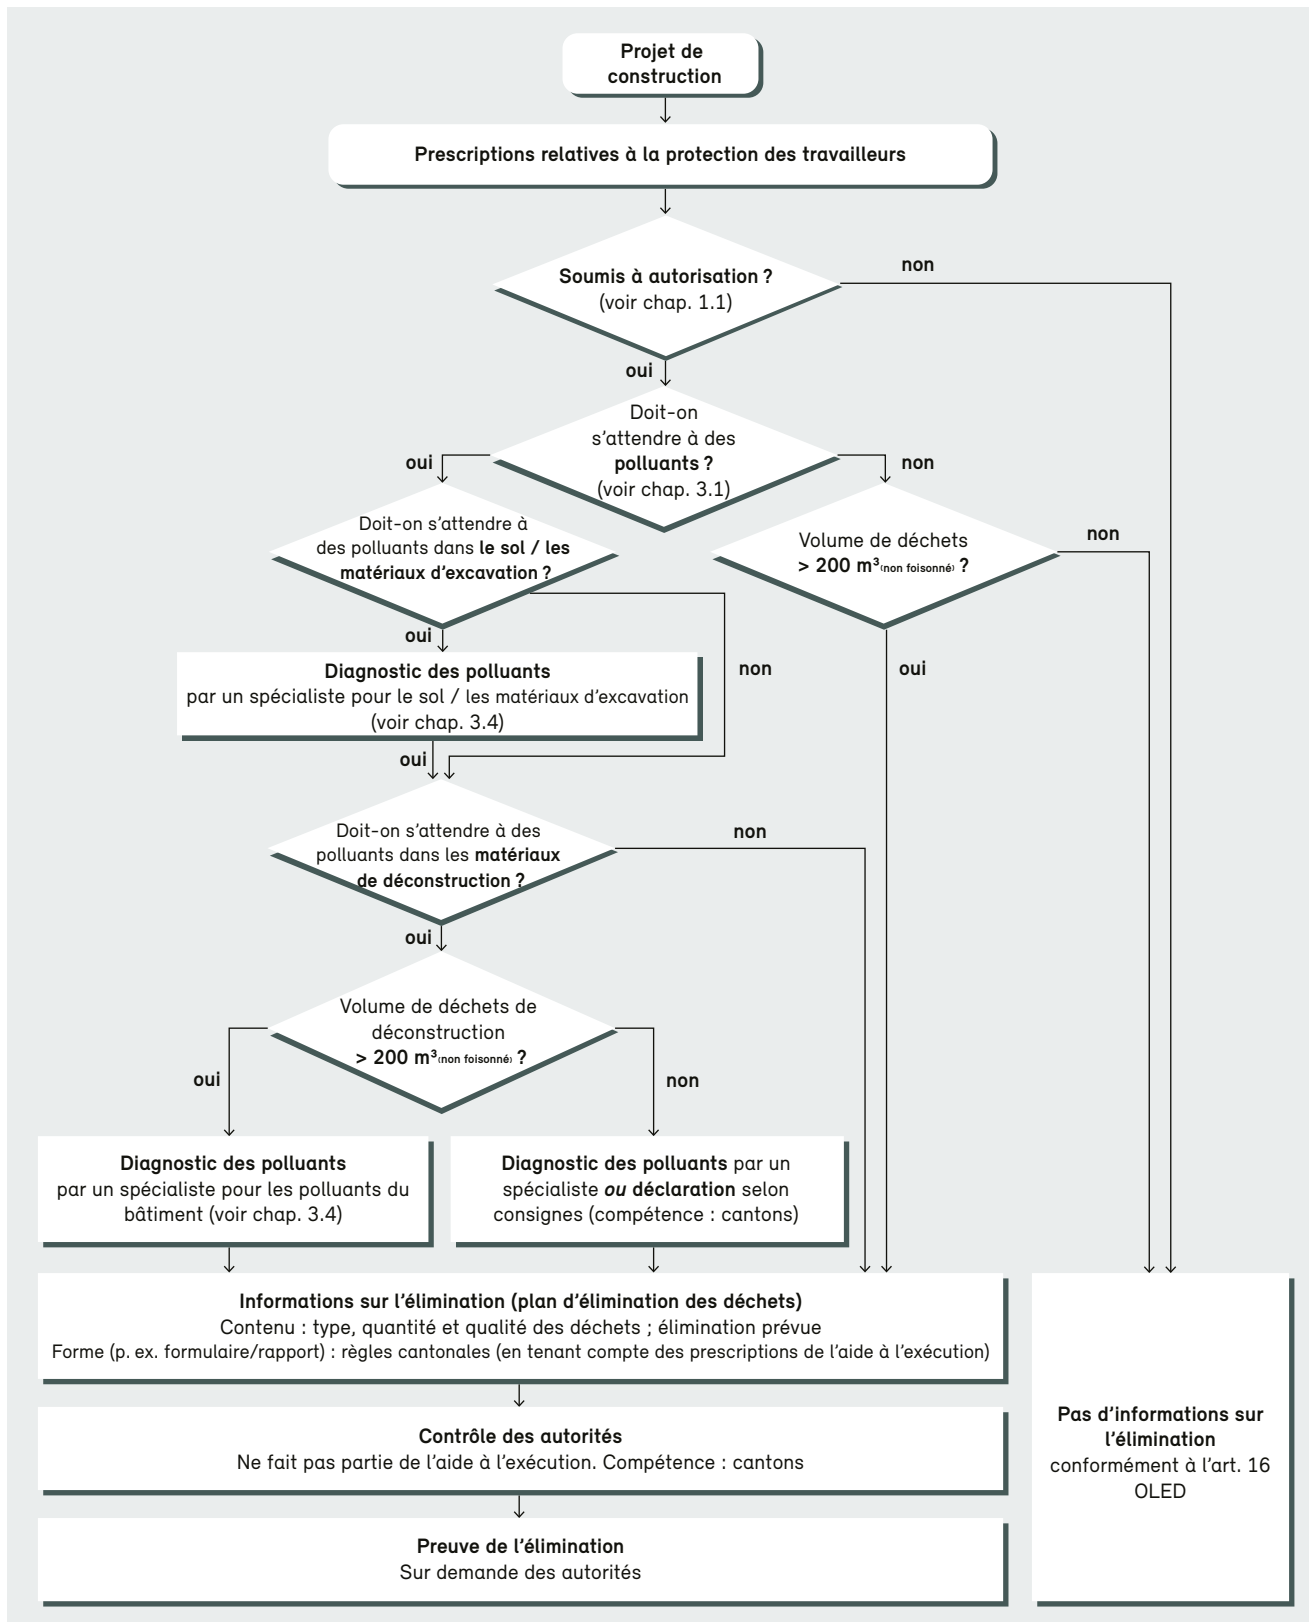 Projet de
construction
Prescriptions relatives à la protection des travailleurs
Soumis à autorisation ?
(voir chap. 1.1)
non
oui
Doit-on
s'attendre à des
polluants ?
(voir chap. 3.1)
oui
non
Doit-on s'attendre à
des polluants dans le sol / les
matériaux d'excavation ?
Volume de déchets
> 200 m³ (non foisonné) ?
non
oui
non
oui
Diagnostic des polluants
par un spécialiste pour le sol / les matériaux d'excavation
(voir chap. 3.4)
oui
Doit-on s'attendre à des
polluants dans les matériaux
de déconstruction ?
non
oui
Volume de déchets de
déconstruction
> 200 m³ (non foisonné) ?
oui
non
Diagnostic des polluants
par un spécialiste pour les polluants du
bâtiment (voir chap. 3.4)
Diagnostic des polluants par un
spécialiste ou déclaration selon
consignes (compétence : cantons)
Informations sur l'élimination (plan d'élimination des déchets)
Contenu : type, quantité et qualité des déchets ; élimination prévue
Forme (p. ex. formulaire/rapport) : règles cantonales (en tenant compte des prescriptions de l'aide à l'exécution)
Contrôle des autorités
Ne fait pas partie de l'aide à l'exécution. Compétence : cantons
Preuve de l'élimination
Sur demande des autorités
Pas d'informations sur
l'élimination
conformément à l'art. 16
OLED